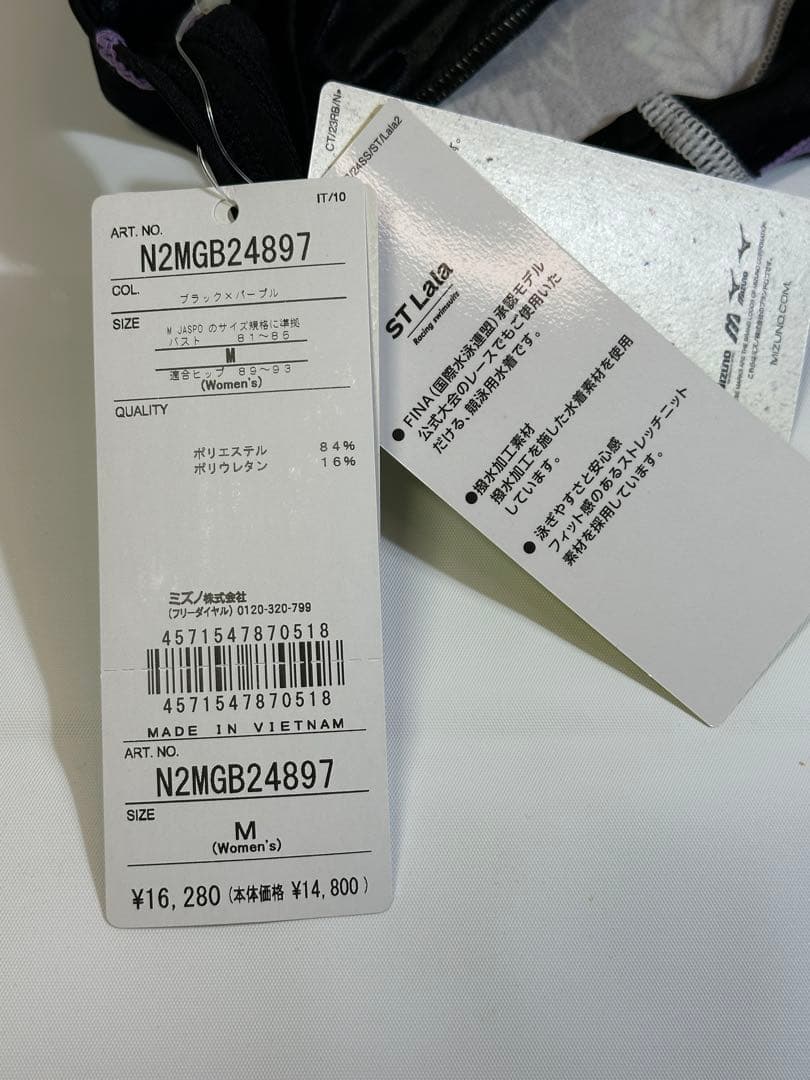 IT/10
ART. NO.
N2MGB24897
COL.
ブラック×パープル
SIZE
M JASPO のサイズ規格に準拠
バスト 81〜85
M
適合ヒップ 89〜93
(Women's)
QUALITY
ポリエステル 84%
ポリウレタン 16%
ミズノ株式会社
(フリーダイヤル) 0120-320-799
4571547870518
4571547870518
MADE IN VIETNAM
ART. NO.
N2MGB24897
SIZE
M
(Women's)
¥16,280 (本体価格 ¥14,800)
/24SS/ST/Lala2
ST Lala
Racing swimsuits
● FINA (国際水泳連盟) 承認モデル
公式大会のレースでもご使用いた
だける、競泳用水着です。
●撥水加工素材
撥水加工を施した水着素材を使用
しています。
● 泳ぎやすさと安心感
フィット感のあるストレッチニット
素材を採用しています。
CT/23RB/N
す。
MIZUNO
MIZUNO.COM